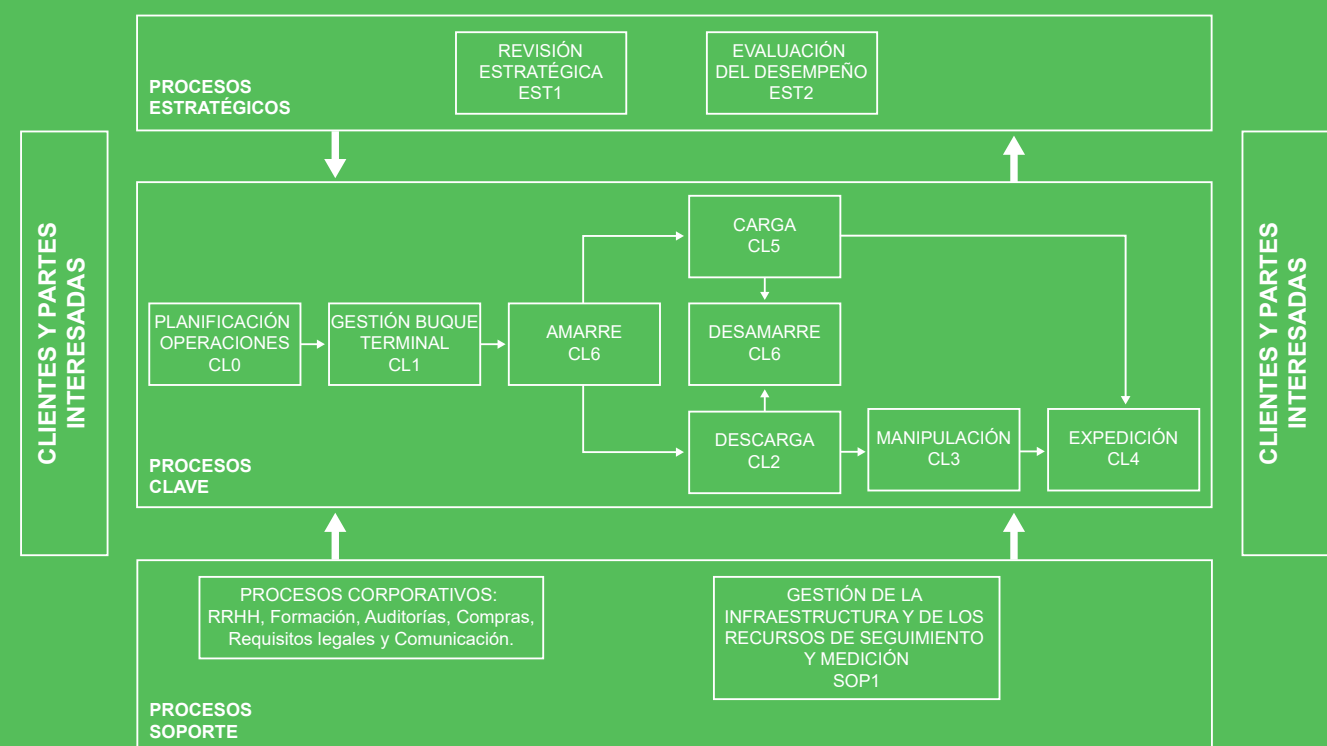 REVISIÓN
ESTRATÉGICA
EST1
EVALUACIÓN
DEL DESEMPEÑO
EST2
PROCESOS
ESTRATÉGICOS
CLIENTES Y PARTES
INTERESADAS
CARGA
CL5
PLANIFICACIÓN
OPERACIONES
CL0
GESTIÓN BUQUE
TERMINAL
CL1
AMARRE
CL6
DESAMARRE
CL6
DESCARGA
CL2
MANIPULACIÓN
CL3
EXPEDICIÓN
CL4
PROCESOS
CLAVE
CLIENTES Y PARTES
INTERESADAS
PROCESOS CORPORATIVOS:
RRHH, Formación, Auditorías, Compras,
Requisitos legales y Comunicación.
GESTIÓN DE LA
INFRAESTRUCTURA Y DE LOS
RECURSOS DE SEGUIMIENTO
Y MEDICIÓN
SOP1
PROCESOS
SOPORTE